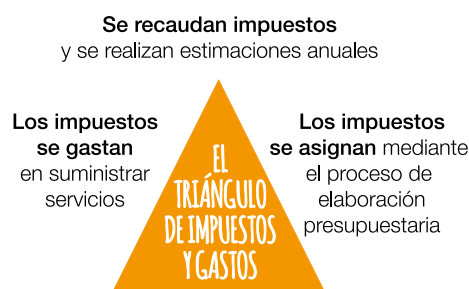 Se recaudan impuestos
y se realizan estimaciones anuales
Los impuestos
se gastan
en suministrar
servicios
Los impuestos
se asignan mediante
el proceso de
elaboración
presupuestaria
EL
TRIÁNGULO
DE IMPUESTOS
Y GASTOS